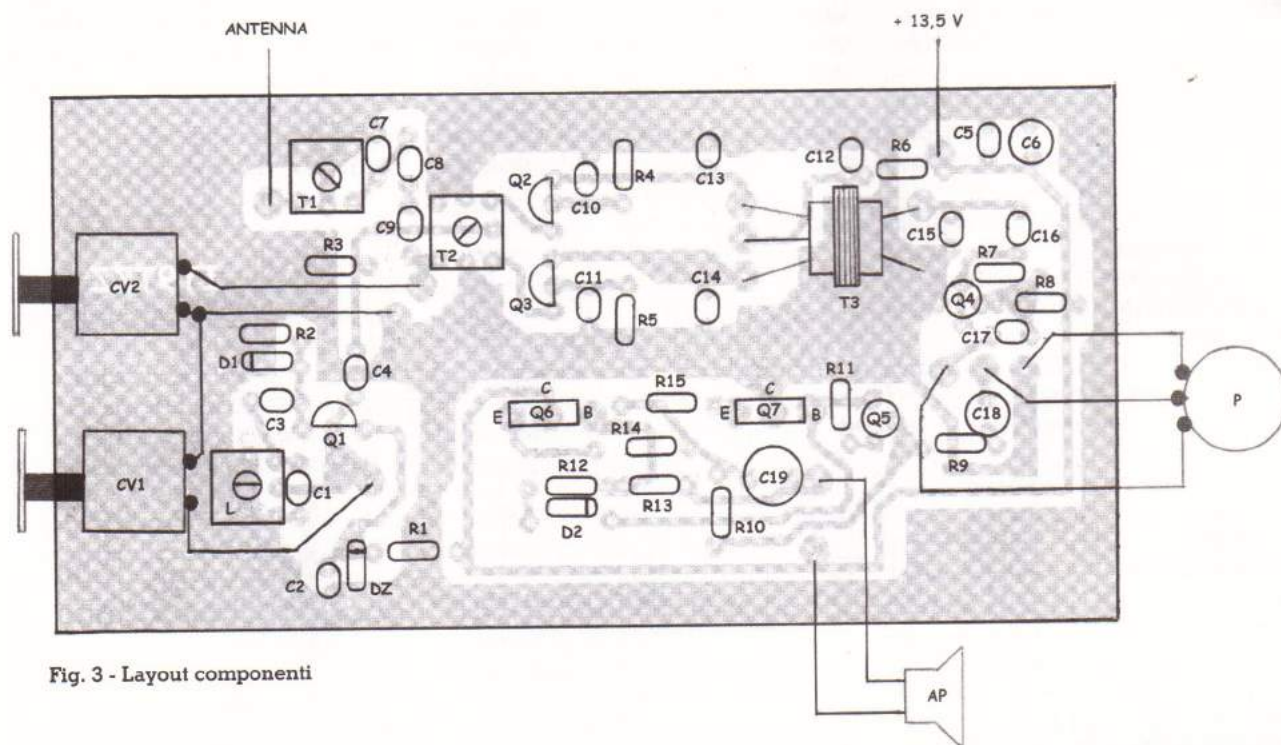 ANTENNA
+ 13,5 V
C7
C8
T1
C9
T2
Q2
C10
R4
C13
C12
R6
C5
C6
C15
C16
R7
R8
Q4
C17
T3
CV2
R3
Q3
C11
R5
C14
R2
D1
C4
C3
Q1
CV1
L
C1
R1
C2
DZ
E
C
Q6
B
R15
E
C
Q7
B
R11
Q5
C18
R9
P
R14
R12
R13
D2
C19
R10
AP
Fig. 3 - Layout componenti